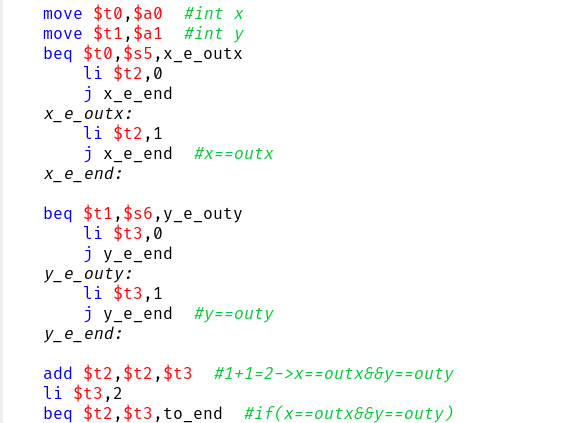 move $t0,$a0  #int x
move $t1,$a1  #int y
beq $t0,$s5,x_e_outx
    li $t2,0
    j x_e_end
x_e_outx:
    li $t2,1
    j x_e_end  #x==outx
x_e_end:
beq $t1,$s6,y_e_outy
    li $t3,0
    j y_e_end
y_e_outy:
    li $t3,1
    j y_e_end  #y==outy
y_e_end:
add $t2,$t2,$t3  #1+1=2->x==outx&&y==outy
li $t3,2
beq $t2,$t3,to_end  #if(x==outx&&y==outy)